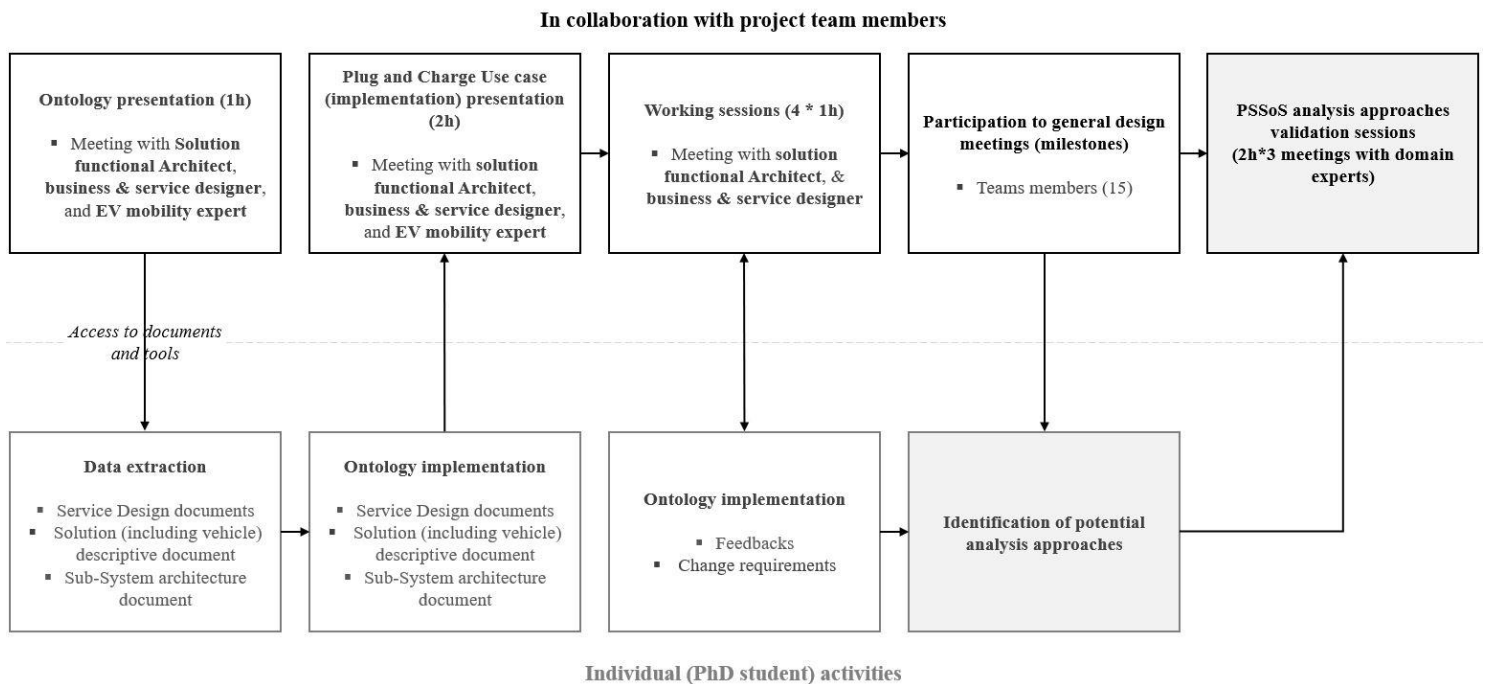 In collaboration with project team members
Ontology presentation (1h)
▪ Meeting with Solution
functional Architect,
business & service designer,
and EV mobility expert
Plug and Charge Use case
(implementation) presentation
(2h)
▪ Meeting with solution
functional Architect,
business & service designer,
and EV mobility expert
Working sessions (4 * 1h)
▪ Meeting with solution
functional Architect, &
business & service designer
Participation to general design
meetings (milestones)
▪ Teams members (15)
PSSoS analysis approaches
validation sessions
(2h*3 meetings with domain
experts)
Access to documents
and tools
Data extraction
▪ Service Design documents
▪ Solution (including vehicle)
descriptive document
▪ Sub-System architecture
document
Ontology implementation
▪ Service Design documents
▪ Solution (including vehicle)
descriptive document
▪ Sub-System architecture
document
Ontology implementation
▪ Feedbacks
▪ Change requirements
Identification of potential
analysis approaches
Individual (PhD student) activities